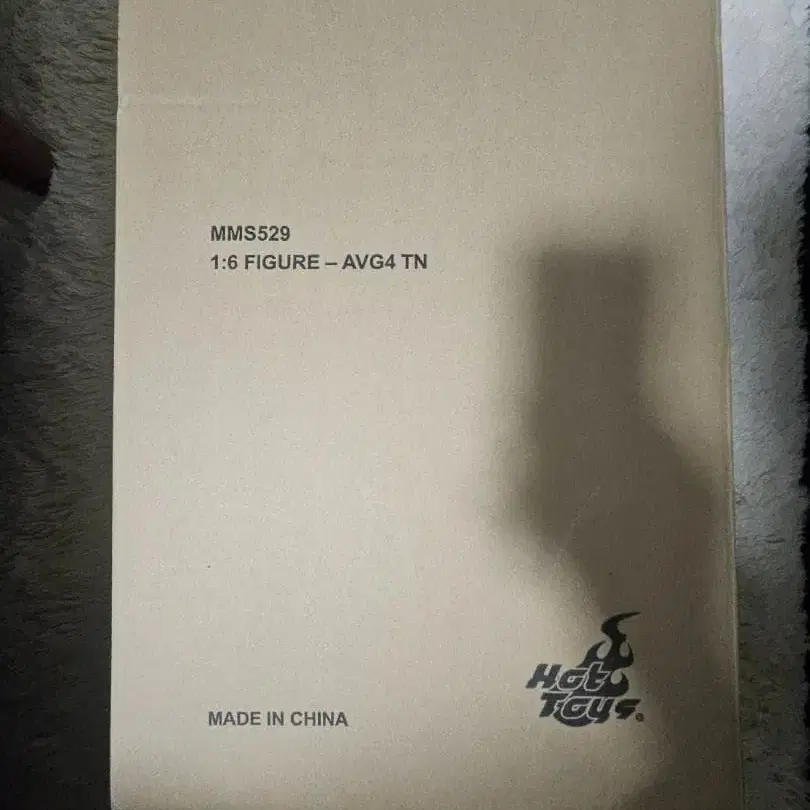 MMS529
1:6 FIGURE – AVG4 TN
Hot
Toys®
MADE IN CHINA